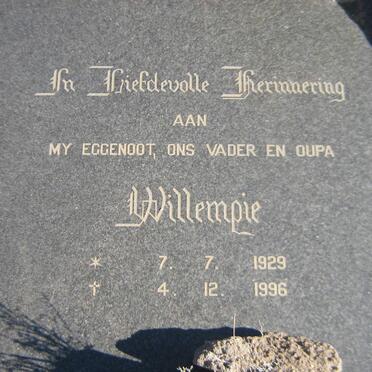 In Liefdevolle Herinnering
AAN
MY EGGENOOT, ONS VADER EN OUPA
Willempie
* 7. 7. 1929
† 4. 12. 1996